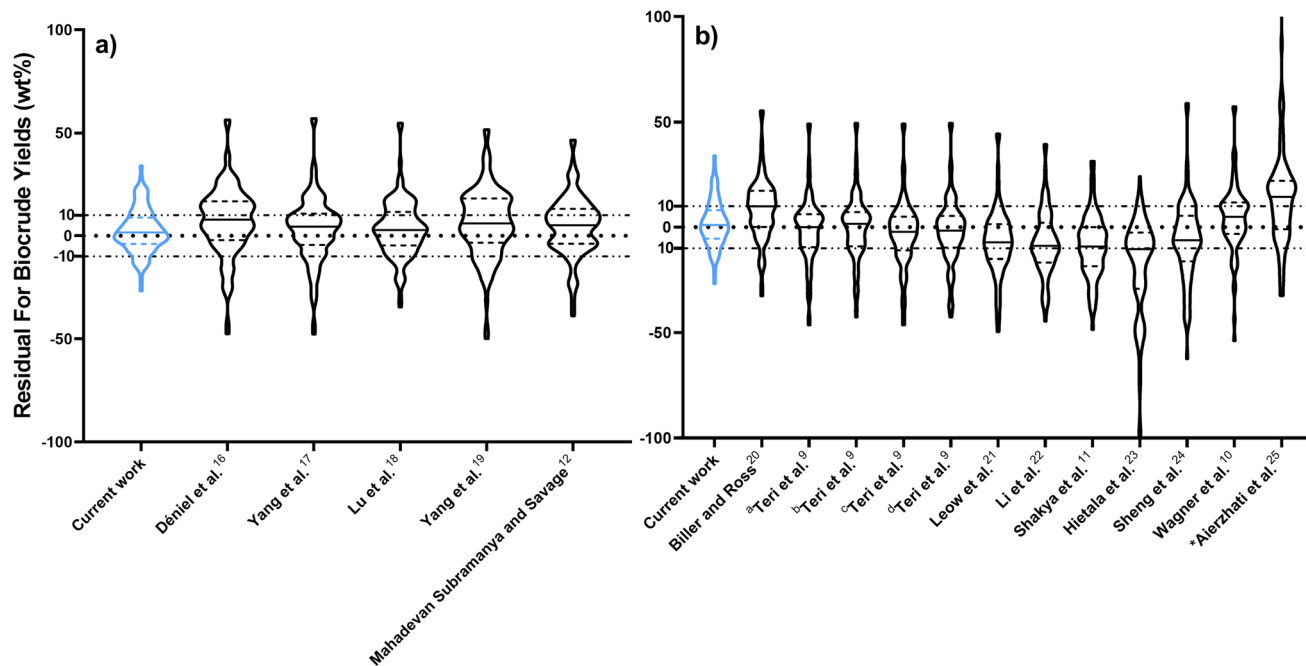 a)
Residual For Biocrude Yields (wt%)
100
50
10
0
-10
-50
-100
Current work
Déniel et al.16
Yang et al.17
Lu et al.18
Yang et al.19
Mahadevan Subramanya and Savage12
b)
100
50
10
0
10
-50
-100
Current work
Biller and Ross20
aTeri et al.9
bTeri et al.9
cTeri et al.9
dTeri et al.9
Leow et al.21
Li et al.22
Shakya et al.11
Hietala et al.23
Sheng et al.24
Wagner et al.10
*Aierzhati et al.25